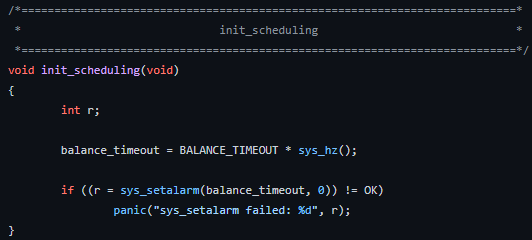 /*===========================================================================*
 *                              init_scheduling                              *
 *===========================================================================*/
void init_scheduling(void)
{
        int r;

        balance_timeout = BALANCE_TIMEOUT * sys_hz();

        if ((r = sys_setalarm(balance_timeout, 0)) != OK)
                panic("sys_setalarm failed: %d", r);
}